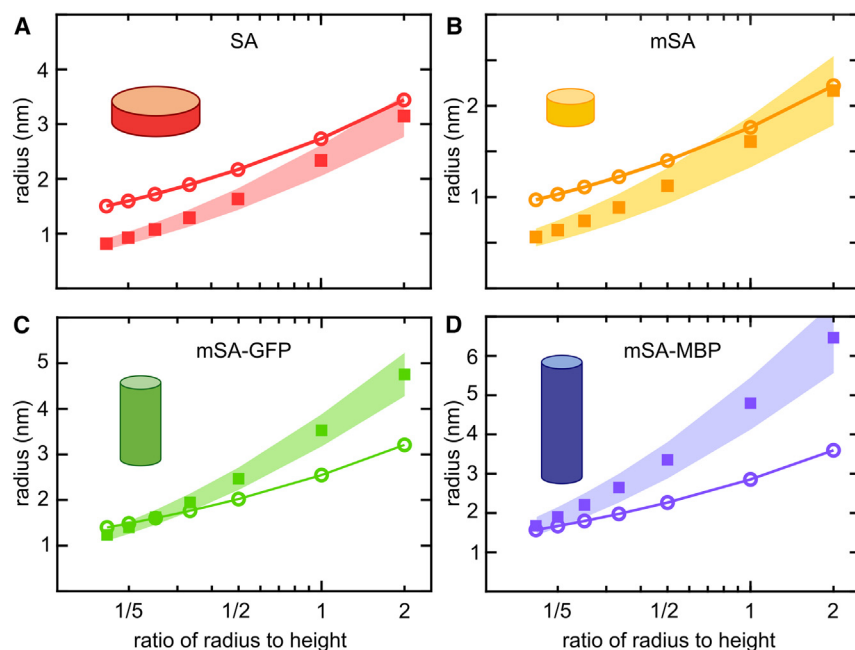 A
SA
radius (nm)
4
3
2
1
B
mSA
radius (nm)
2
1
C
mSA-GFP
radius (nm)
5
4
3
2
1
1/5
1/2
1
2
ratio of radius to height
D
mSA-MBP
radius (nm)
6
5
4
3
2
1
1/5
1/2
1
2
ratio of radius to height